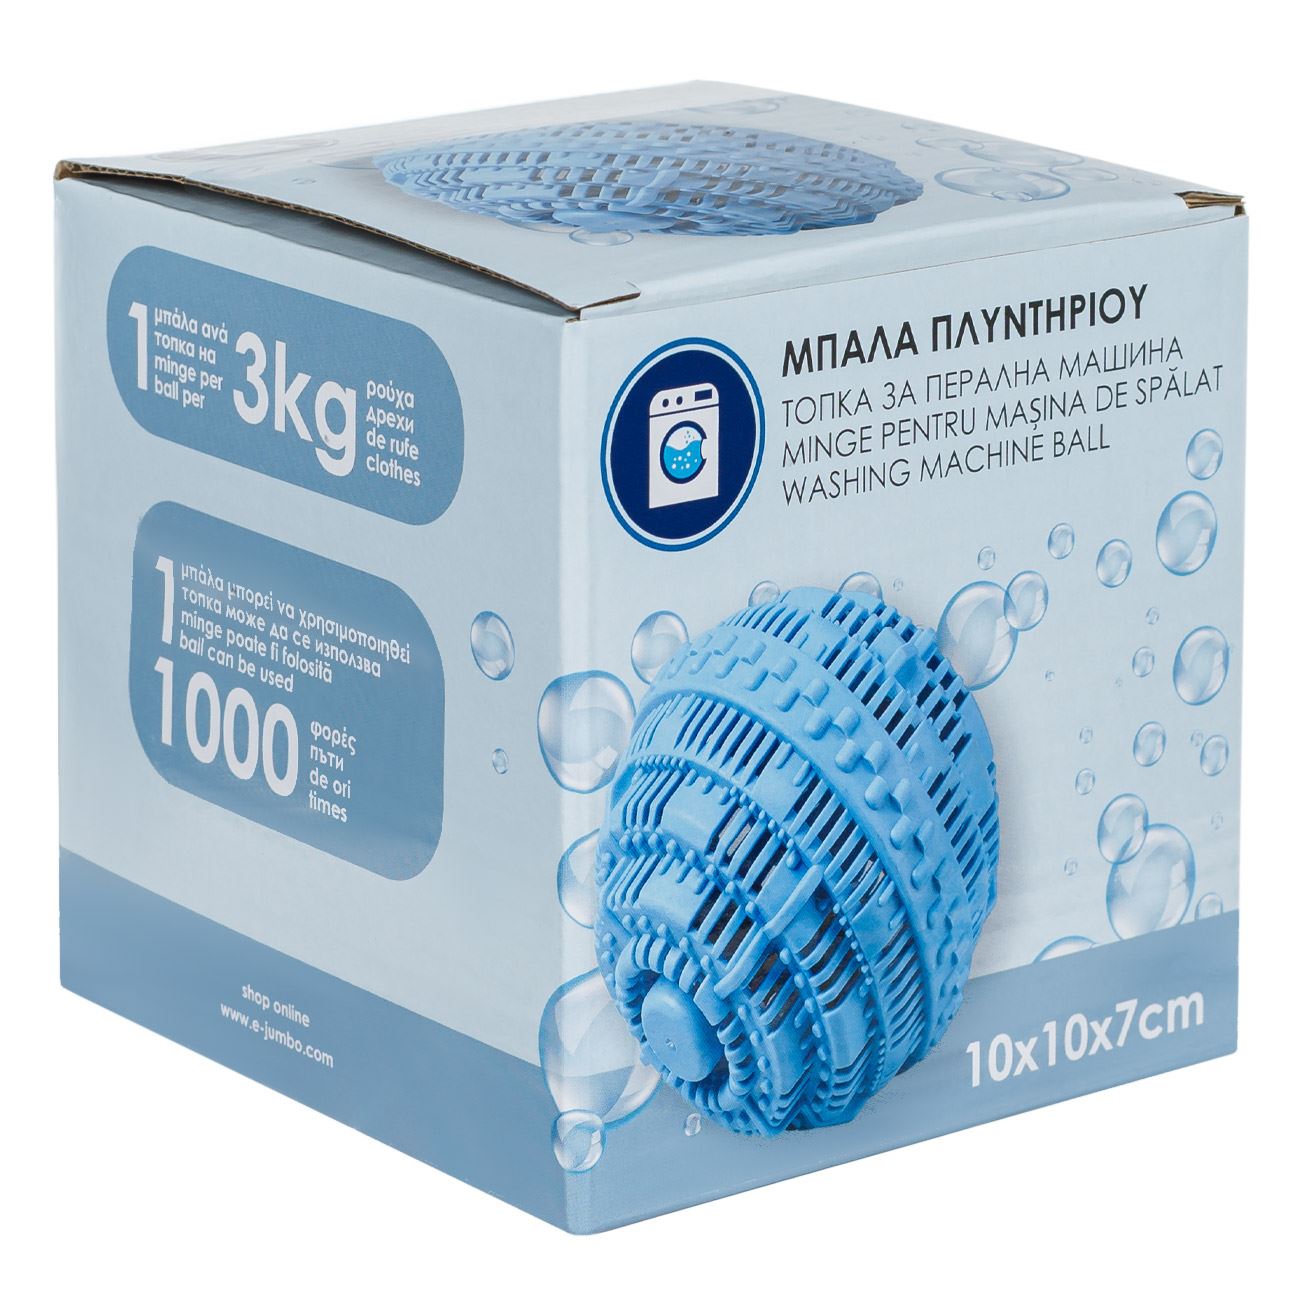 1 μπάλα ανά
топка на
minge per
ball per
3kg
ρούχα
дрехи
de rufe
clothes
1 μπάλα μπορεί να χρησιμοποιηθεί
топка може да се използва
minge poate fi folosită
ball can be used
1000
φορές
пъти
de ori
times
shop online
www.e-jumbo.com
ΜΠΑΛΑ ΠΛΥΝΤΗΡΙΟΥ
ТОПКА ЗА ПЕРАЛНА МАШИНА
MINGE PENTRU MAȘINA DE SPĂLAT
WASHING MACHINE BALL
10x10x7cm